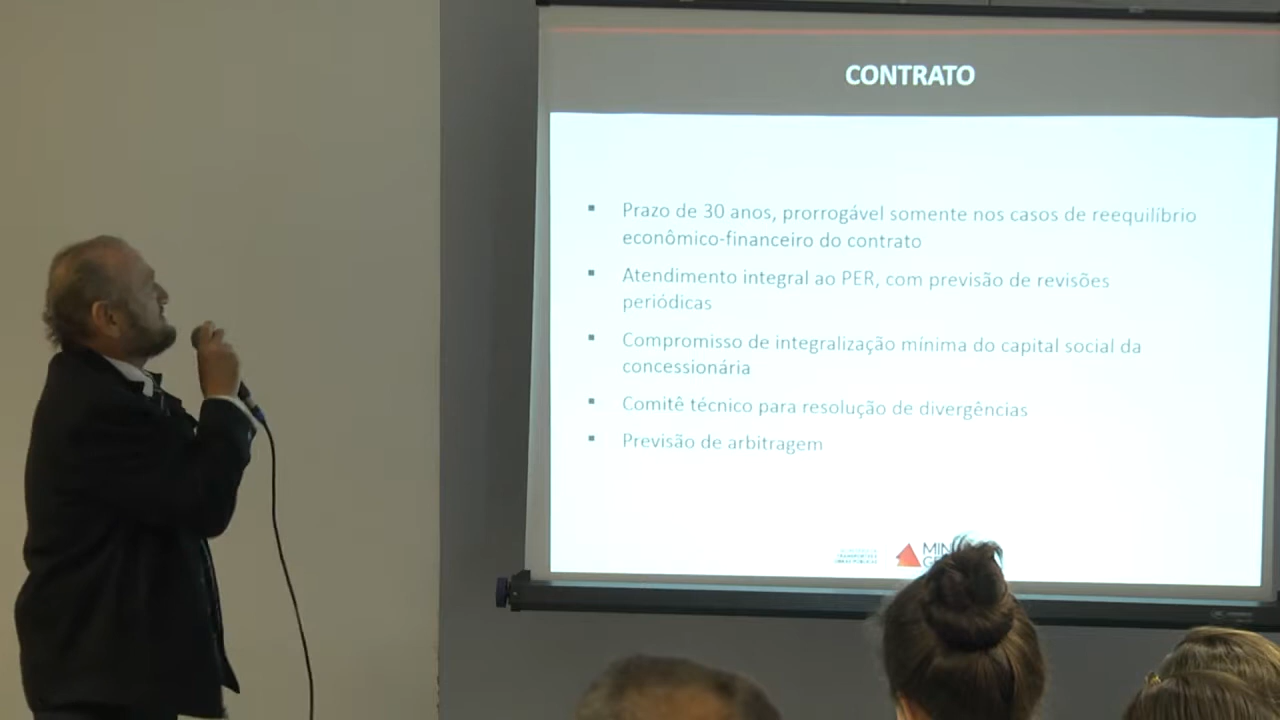 CONTRATO
Prazo de 30 anos, prorrogável somente nos casos de reequilíbrio
econômico-financeiro do contrato
Atendimento integral ao PER, com previsão de revisões
periódicas
Compromisso de integralização mínima do capital social da
concessionária
Comitê técnico para resolução de divergências
Previsão de arbitragem